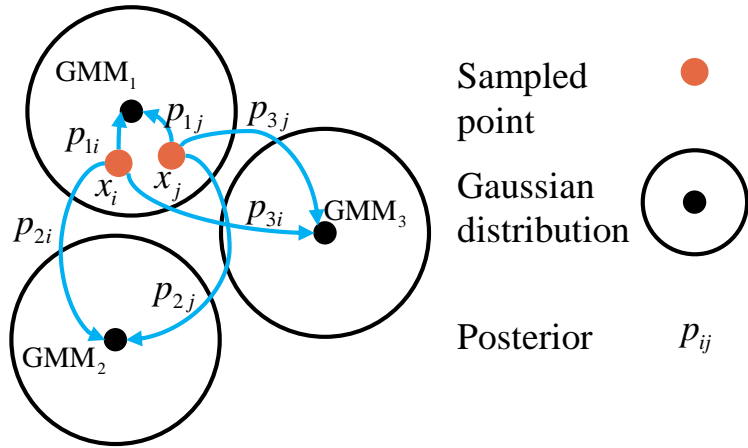 GMM₁
p₁ᵢ
p₁ⱼ
p₃ⱼ
xᵢ
xⱼ
p₂ᵢ
p₃ᵢ
GMM₃
p₂ⱼ
GMM₂
Sampled
point
Gaussian
distribution
Posterior
pᵢⱼ